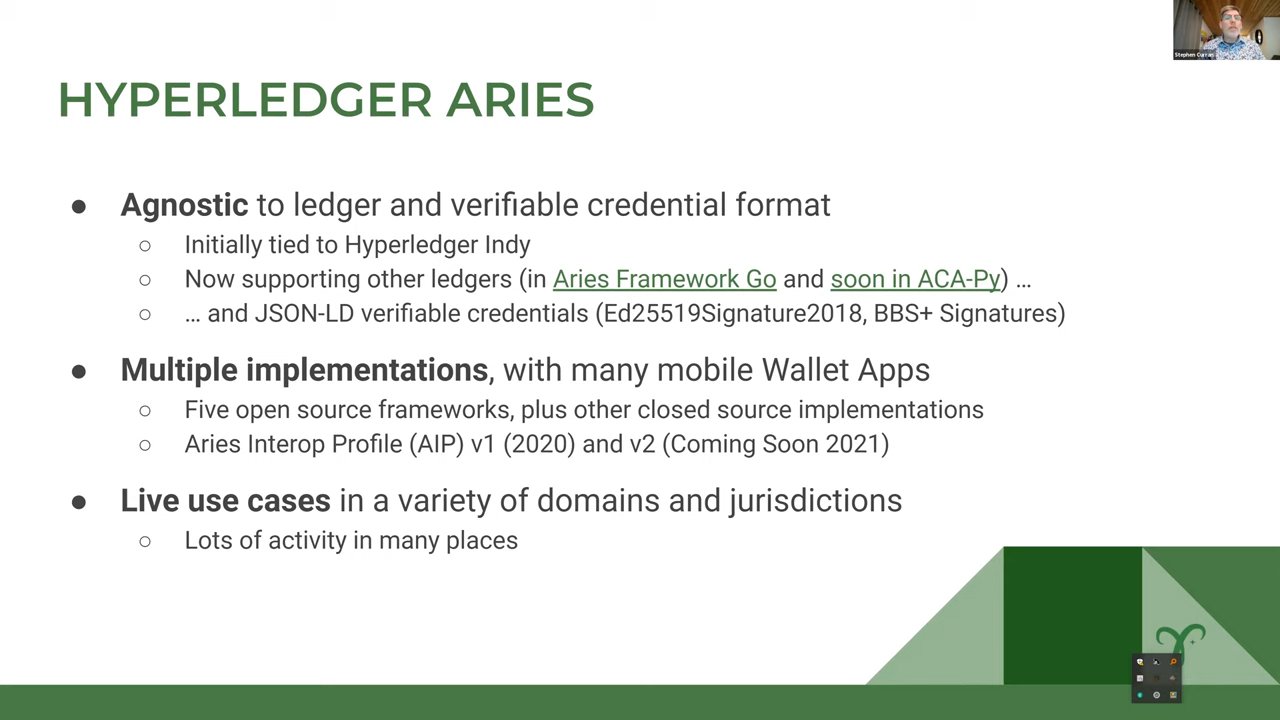 Stephen Curran
HYPERLEDGER ARIES
● Agnostic to ledger and verifiable credential format
○ Initially tied to Hyperledger Indy
○ Now supporting other ledgers (in Aries Framework Go and soon in ACA-Py) …
○ … and JSON-LD verifiable credentials (Ed25519Signature2018, BBS+ Signatures)
● Multiple implementations, with many mobile Wallet Apps
○ Five open source frameworks, plus other closed source implementations
○ Aries Interop Profile (AIP) v1 (2020) and v2 (Coming Soon 2021)
● Live use cases in a variety of domains and jurisdictions
○ Lots of activity in many places